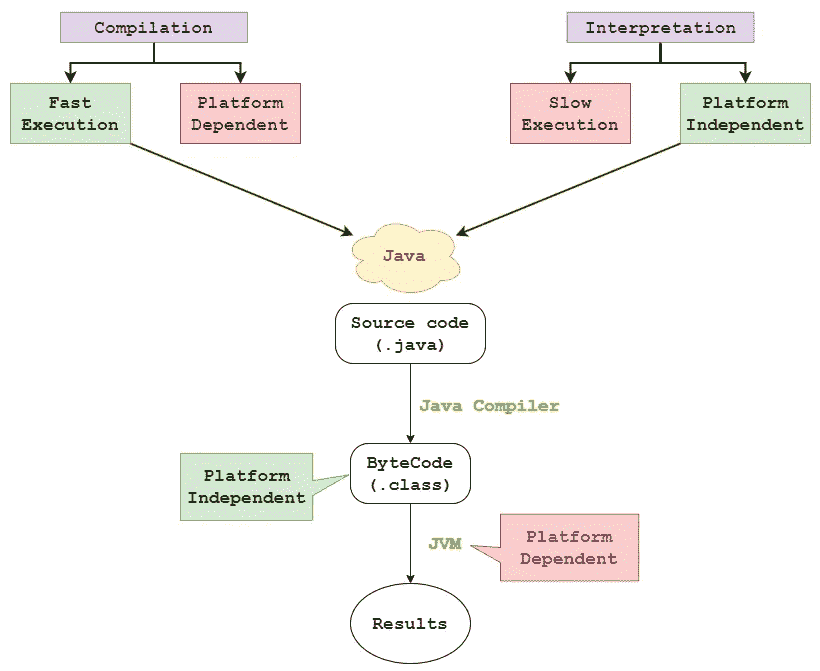 Compilation
Interpretation
Fast
Execution
Platform
Dependent
Slow
Execution
Platform
Independent
Java
Source code
(.java)
Java Compiler
ByteCode
(.class)
Platform
Independent
JVM
Platform
Dependent
Results